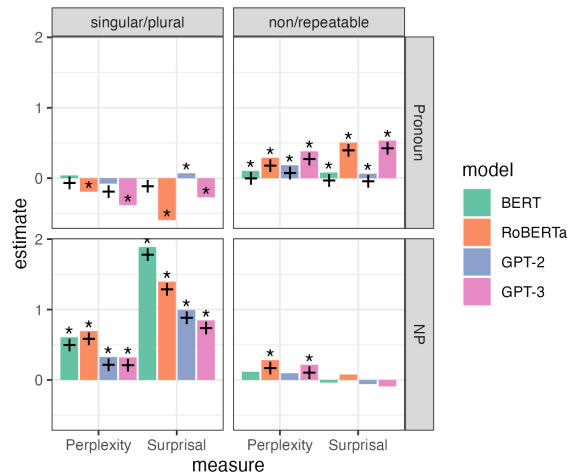 singular/plural
non/repeatable
2
1
0
Pronoun
2
1
0
NP
estimate
Perplexity
Surprisal
Perplexity
Surprisal
measure
model
BERT
RoBERTa
GPT-2
GPT-3